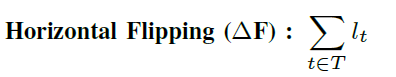 Horizontal Flipping (ΔF) : ∑ l_t
t∈T